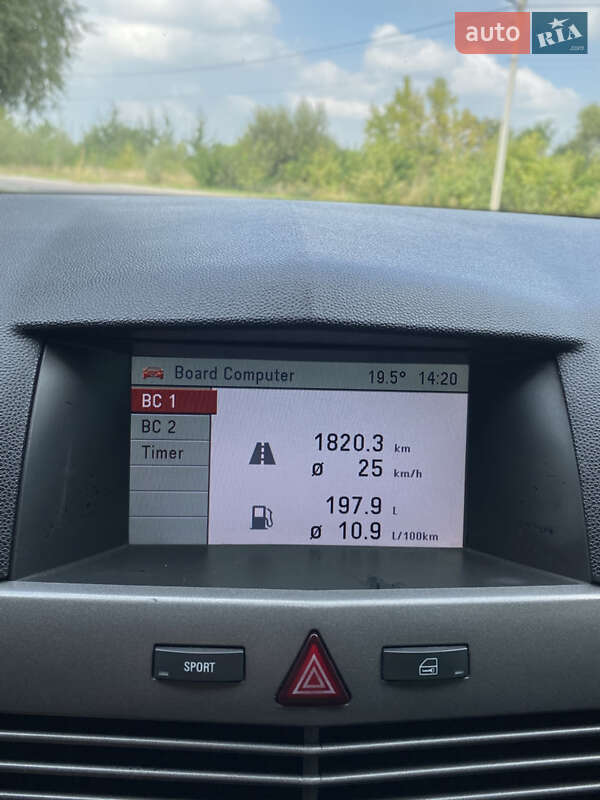 auto RIA .com
Board Computer 19.5° 14:20
BC 1
BC 2
Timer
1820.3 km
ø 25 km/h
197.9 L
ø 10.9 L/100km
SPORT